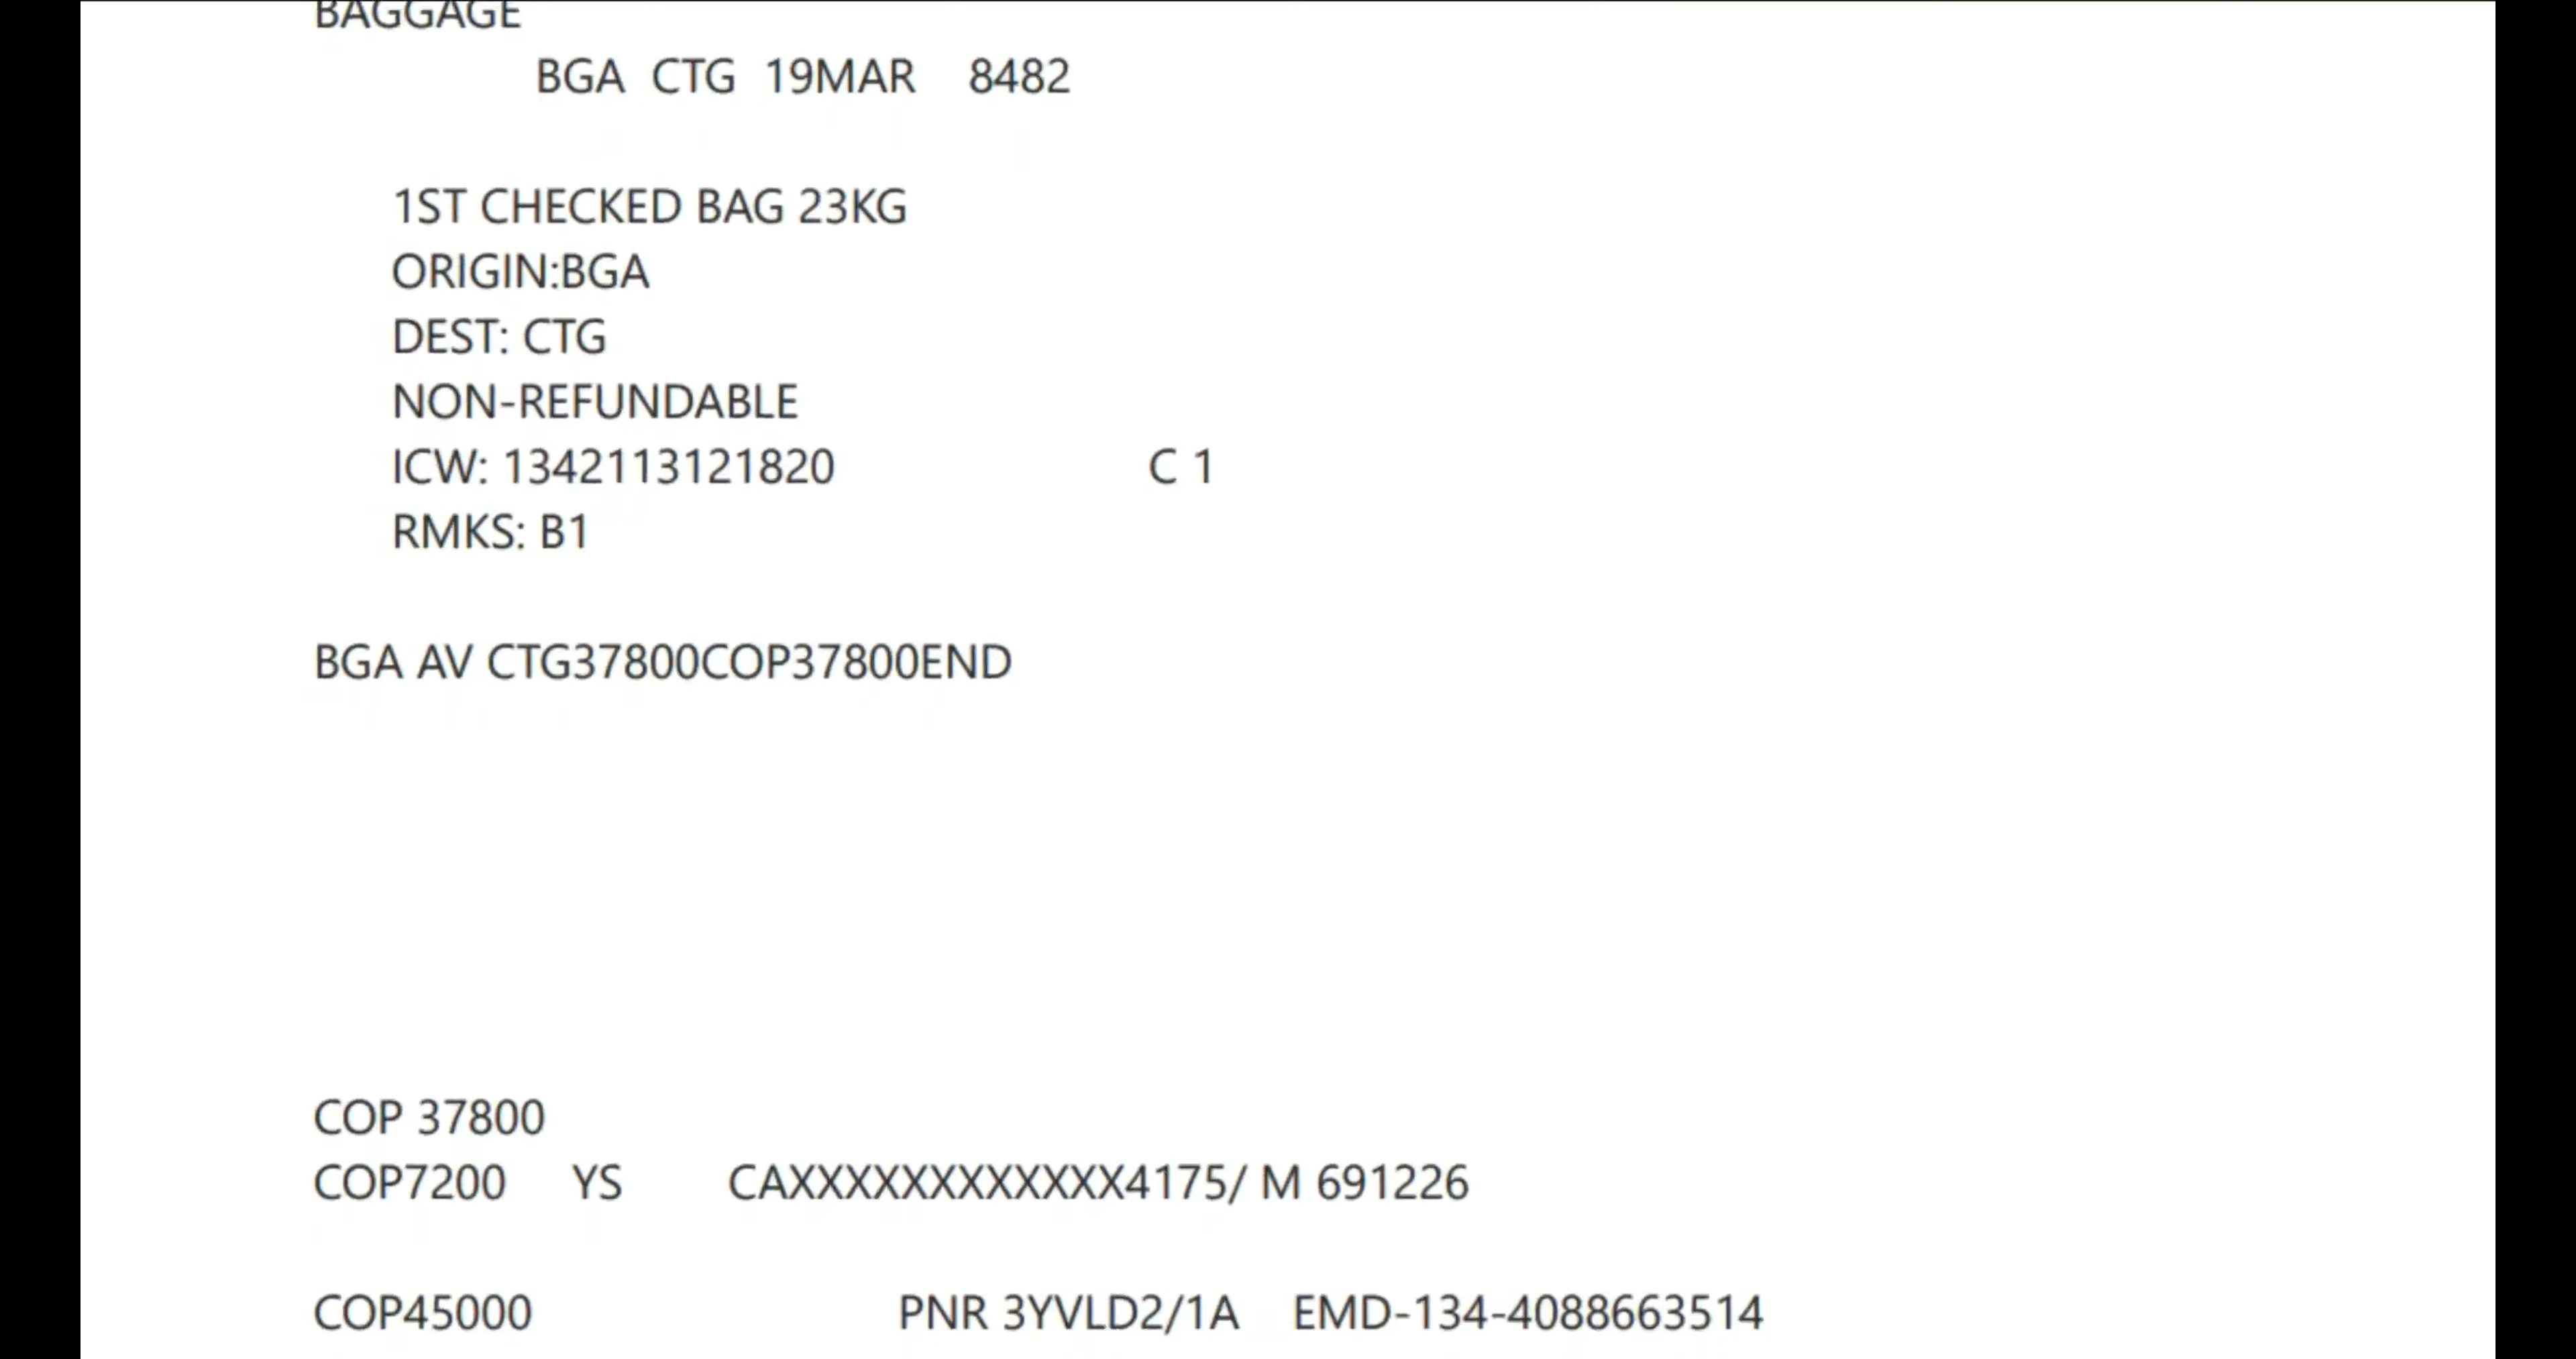 BAGGAGE
BGA CTG 19MAR 8482
1ST CHECKED BAG 23KG
ORIGIN:BGA
DEST: CTG
NON-REFUNDABLE
ICW: 1342113121820 C 1
RMKS: B1
BGA AV CTG37800COP37800END
COP 37800
COP7200 YS CAXXXXXXXXXXXX4175/ M 691226
COP45000 PNR 3YVLD2/1A EMD-134-4088663514